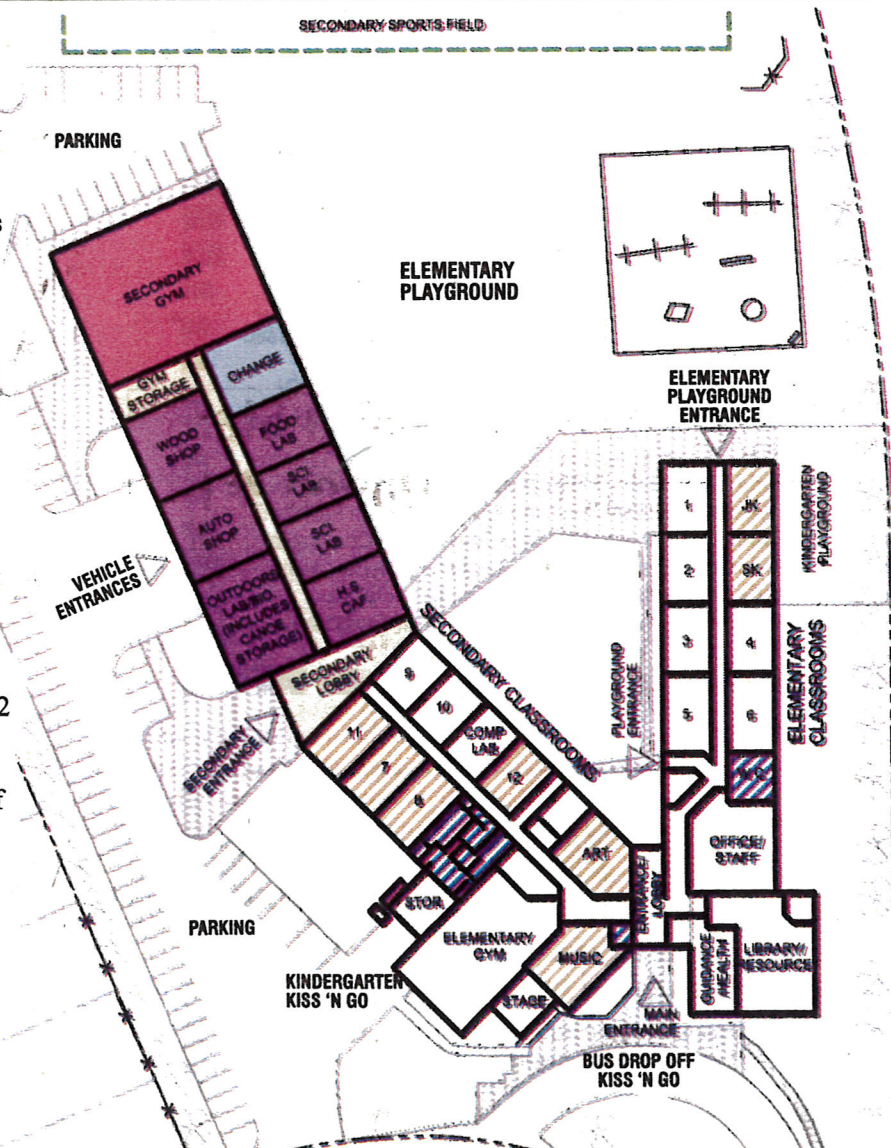 SECONDARY SPORTS FIELD
PARKING
SECONDARY
GYM
ELEMENTARY
PLAYGROUND
GYM
STORAGE
CHANGE
ELEMENTARY
PLAYGROUND
ENTRANCE
WOOD
SHOP
FOOD
LAB
SCI.
LAB
AUTO
SHOP
SCI.
LAB
VEHICLE
ENTRANCES
OUTDOORS
LAB/BIO
(INCLUDES
CANOE
STORAGE)
H.S.
CAF
1
JK
KINDERGARTEN
PLAYGROUND
2
SK
3
4
5
6
ELEMENTARY
CLASSROOMS
PLAYGROUND
ENTRANCE
SECONDARY CLASSROOMS
SECONDARY
LOBBY
9
10
COMP
LAB
12
ART
SECONDARY
ENTRANCE
11
7
8
2
OFFICE/
STAFF
ENTRANCE/
LOBBY
PARKING
STOR
ELEMENTARY
GYM
MUSIC
GUIDANCE
/HEALTH
LIBRARY/
RESOURCE
KINDERGARTEN
KISS 'N GO
STAGE
MAIN
ENTRANCE
BUS DROP OFF
KISS 'N GO